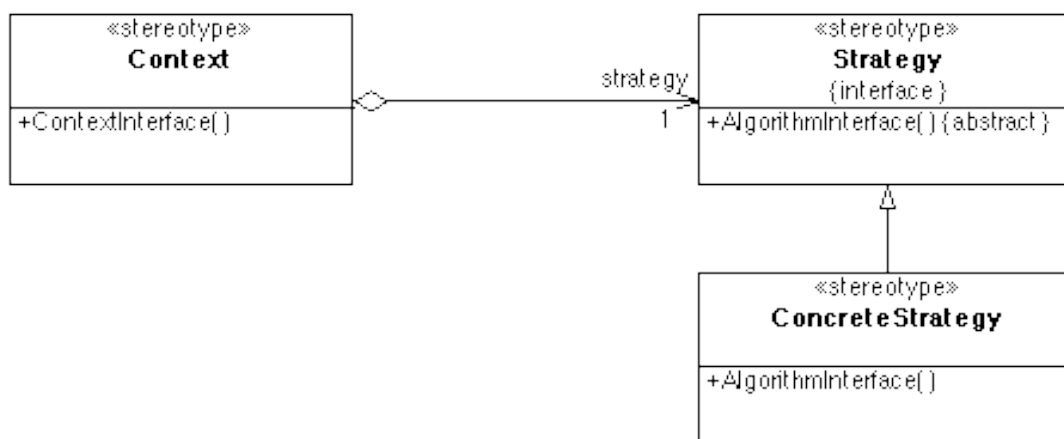 «stereotype»
Context
+ContextInterface()
strategy
1
«stereotype»
Strategy
{interface}
+AlgorithmInterface(){abstract}
«stereotype»
ConcreteStrategy
+AlgorithmInterface()